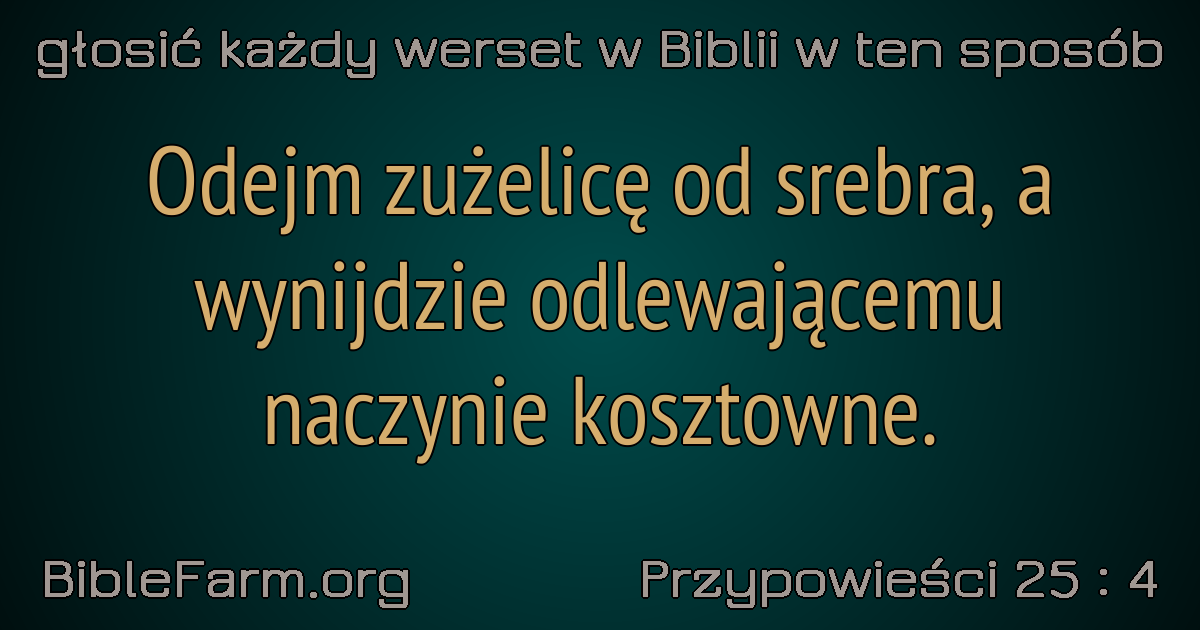 głosić każdy werset w Biblii w ten sposób
Odejm zużelicę od srebra, a
wynijdzie odlewającemu
naczynie kosztowne.
BibleFarm.org
Przypowieści 25 : 4